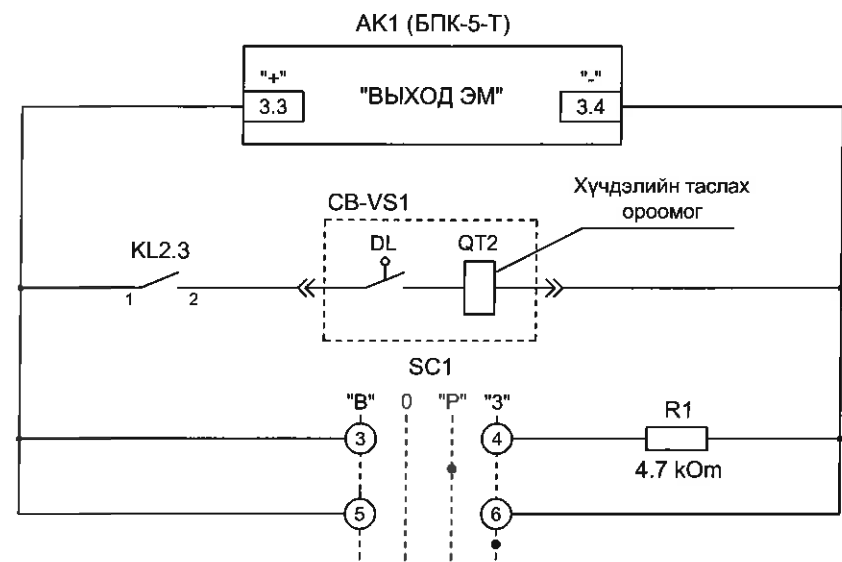 AK1 (БПК-5-Т)
"+" "-"
3.3 "ВЫХОД ЭМ" 3.4
Хүчдэлийн таслах
ороомог
CB-VS1
KL2.3 DL QT2
1 2
SC1
"В" 0 "Р" "З"
3 4 R1
4.7 kOm
5 6